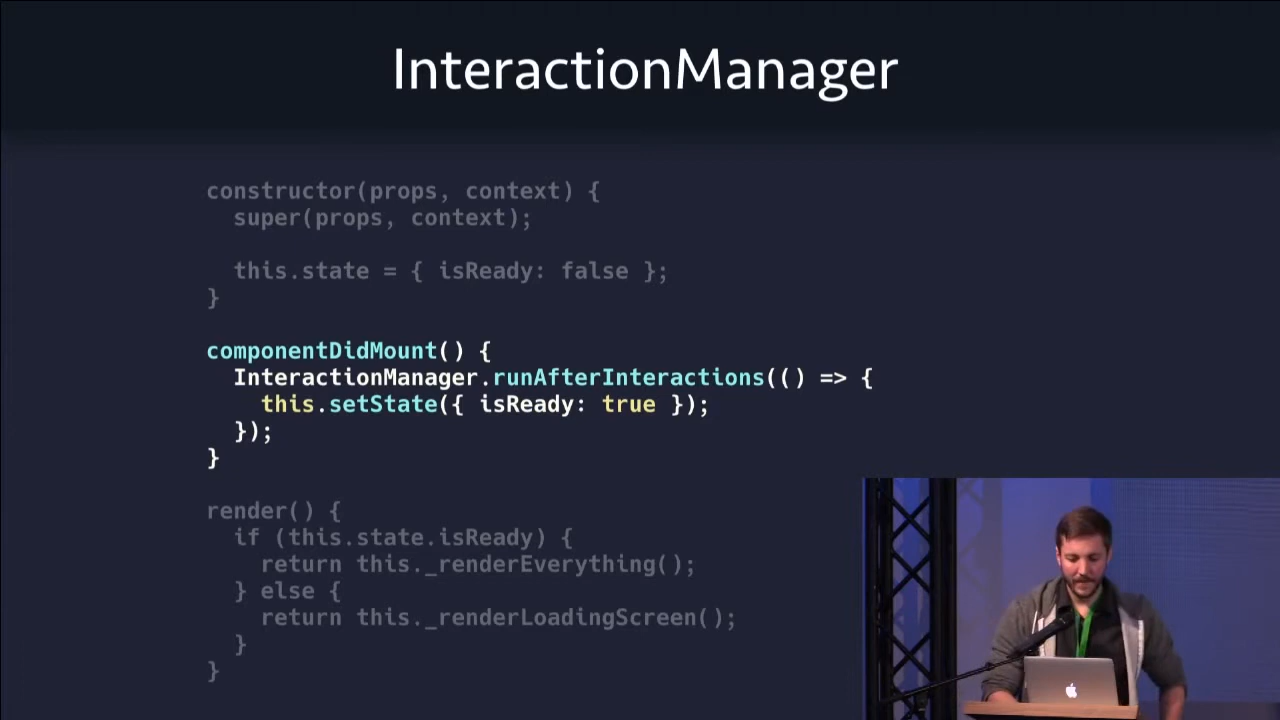 InteractionManager
constructor(props, context) {
super(props, context);
this.state = { isReady: false };
}
componentDidMount() {
InteractionManager.runAfterInteractions(() => {
this.setState({ isReady: true });
});
}
render() {
if (this.state.isReady) {
return this._renderEverything();
} else {
return this._renderLoadingScreen();
}
}